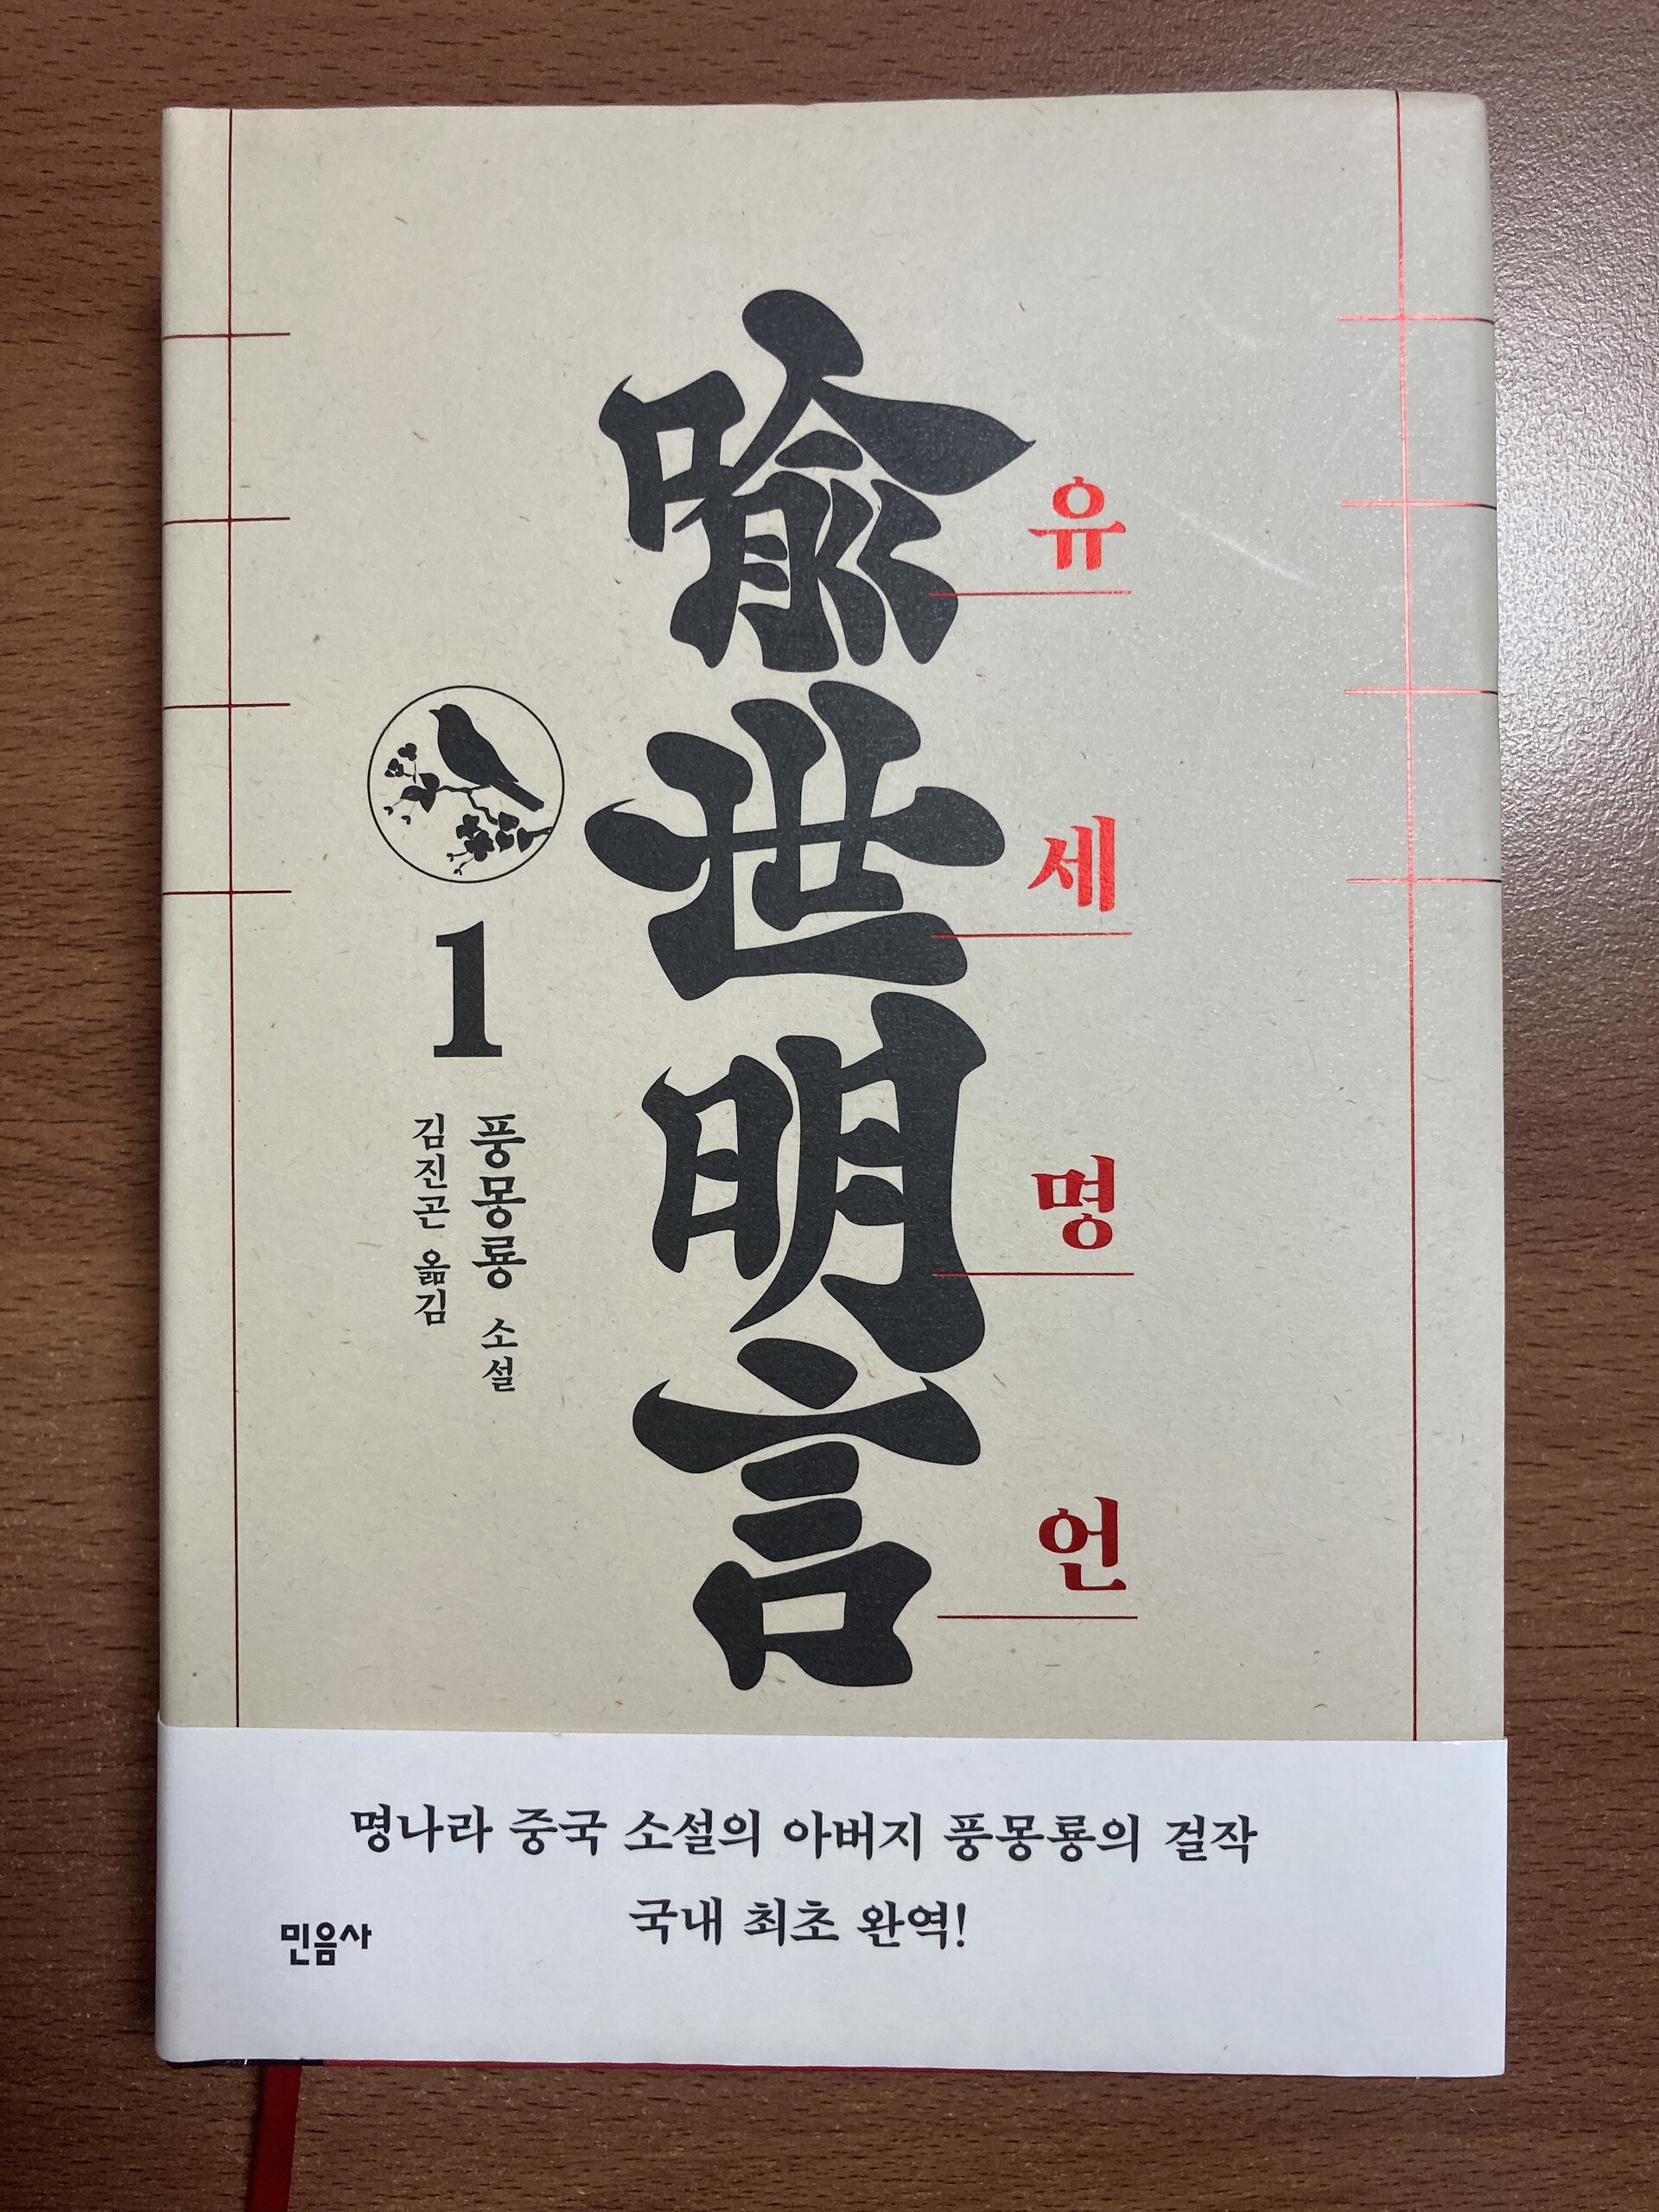 喩世明言
유세명언
1
풍몽룡 소설
김진곤 옮김
명나라 중국 소설의 아버지 풍몽룡의 걸작
국내 최초 완역!
민음사